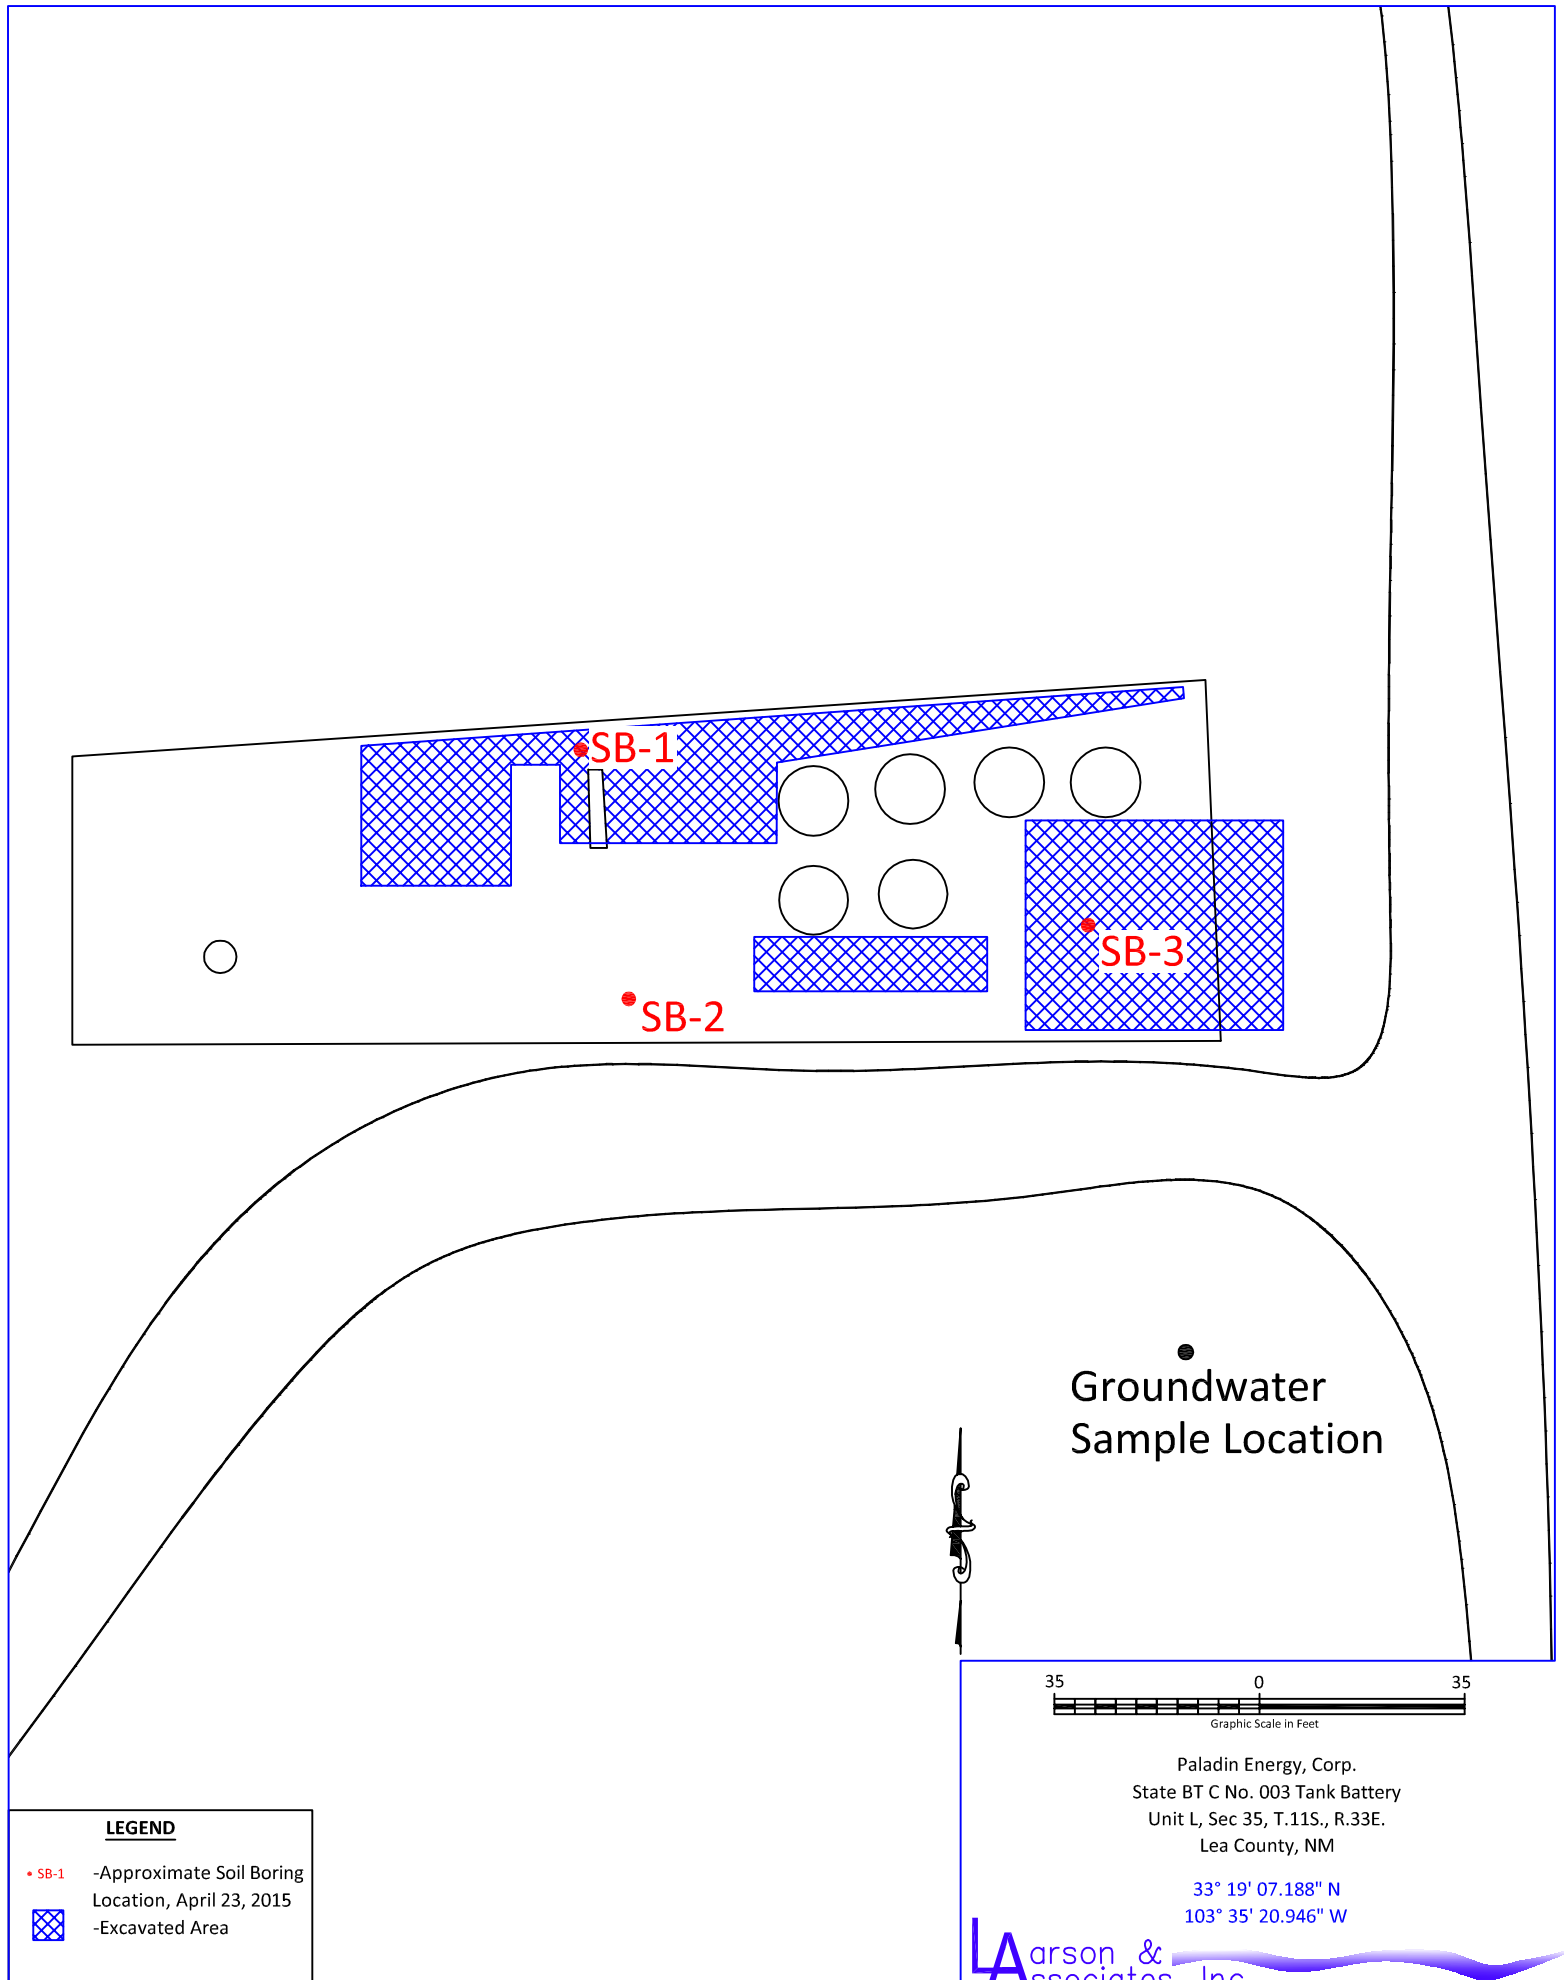 SB-1
SB-3
SB-2
Groundwater
Sample Location
35 0 35
Graphic Scale in Feet
Paladin Energy, Corp.
State BT C No. 003 Tank Battery
Unit L, Sec 35, T.11S., R.33E.
Lea County, NM
33° 19' 07.188" N
103° 35' 20.946" W
LEGEND
SB-1 -Approximate Soil Boring
Location, April 23, 2015
-Excavated Area
Larson &
Associates, Inc